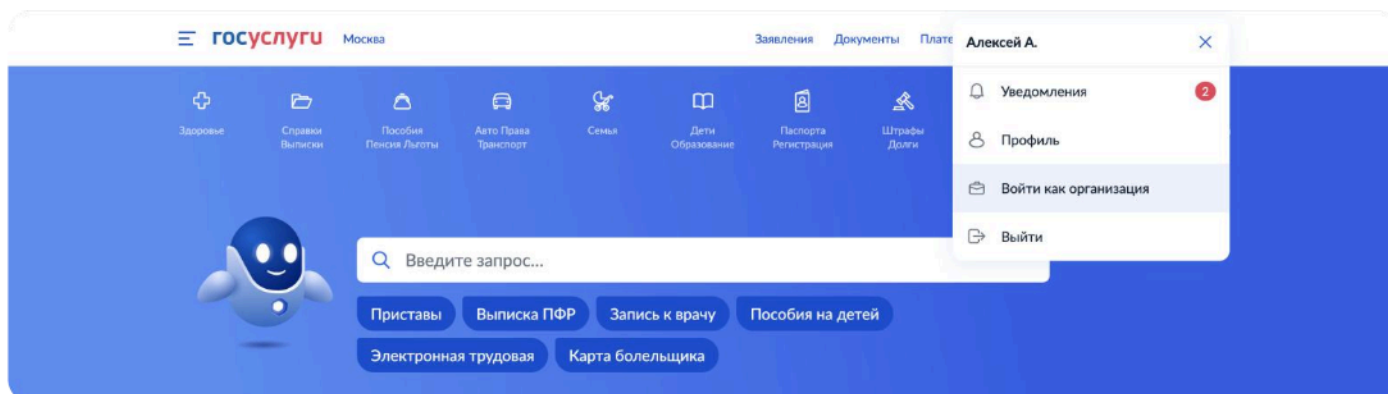 госуслуги Москва Заявления Документы Плате
Алексей А.
Уведомления 2
Профиль
Войти как организация
Выйти
Здоровье
Справки
Выписки
Пособия
Пенсия Льготы
Авто Права
Транспорт
Семья
Дети
Образование
Паспорта
Регистрация
Штрафы
Долги
Введите запрос...
Приставы Выписка ПФР Запись к врачу Пособия на детей
Электронная трудовая Карта болельщика